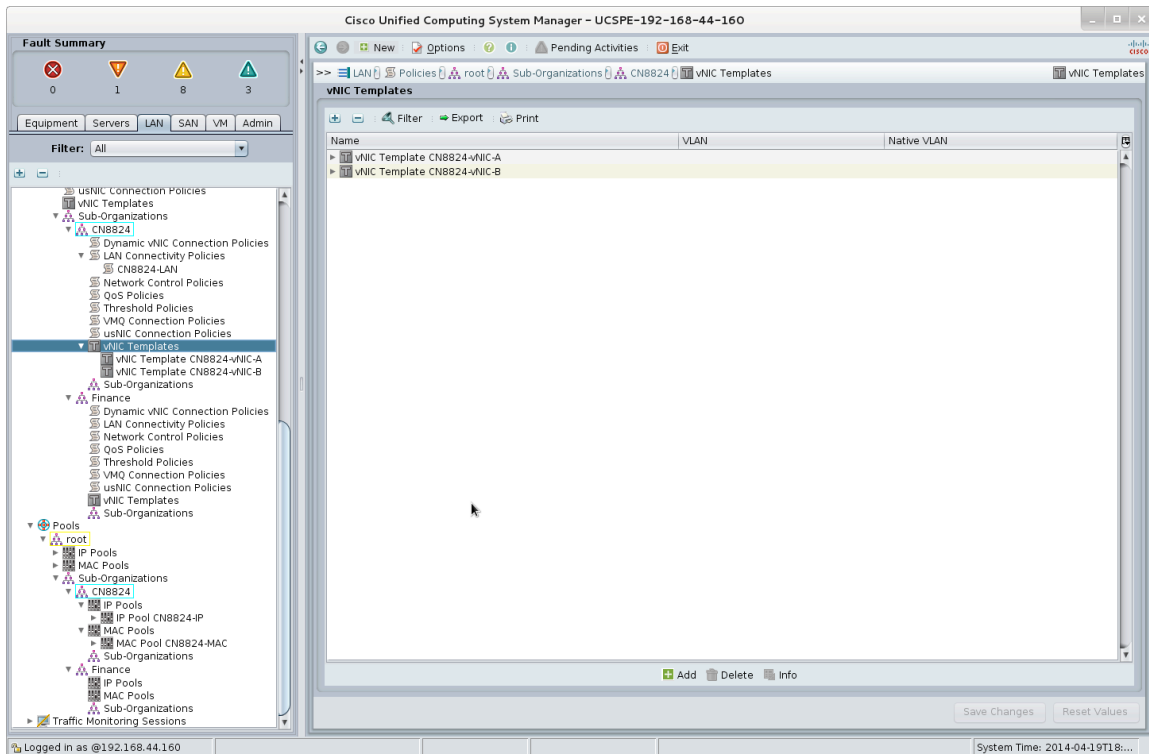 Cisco Unified Computing System Manager - UCSPE-192-168-44-160
Fault Summary
0 1 8 3
Equipment Servers LAN SAN VM Admin
Filter: All
usNIC Connection Policies
vNIC Templates
Sub-Organizations
CN8824
Dynamic vNIC Connection Policies
LAN Connectivity Policies
CN8824-LAN
Network Control Policies
QoS Policies
Threshold Policies
VMQ Connection Policies
usNIC Connection Policies
vNIC Templates
vNIC Template CN8824-vNIC-A
vNIC Template CN8824-vNIC-B
Sub-Organizations
Finance
Dynamic vNIC Connection Policies
LAN Connectivity Policies
Network Control Policies
QoS Policies
Threshold Policies
VMQ Connection Policies
usNIC Connection Policies
vNIC Templates
Sub-Organizations
Pools
root
IP Pools
MAC Pools
Sub-Organizations
CN8824
IP Pools
IP Pool CN8824-IP
MAC Pools
MAC Pool CN8824-MAC
Sub-Organizations
Finance
IP Pools
MAC Pools
Sub-Organizations
Traffic Monitoring Sessions
New Options Pending Activities Exit
cisco
>> LAN Policies root Sub-Organizations CN8824 vNIC Templates vNIC Templates
vNIC Templates
Filter Export Print
Name VLAN Native VLAN
vNIC Template CN8824-vNIC-A
vNIC Template CN8824-vNIC-B
Add Delete Info
Save Changes Reset Values
Logged in as @192.168.44.160 System Time: 2014-04-19T18:...